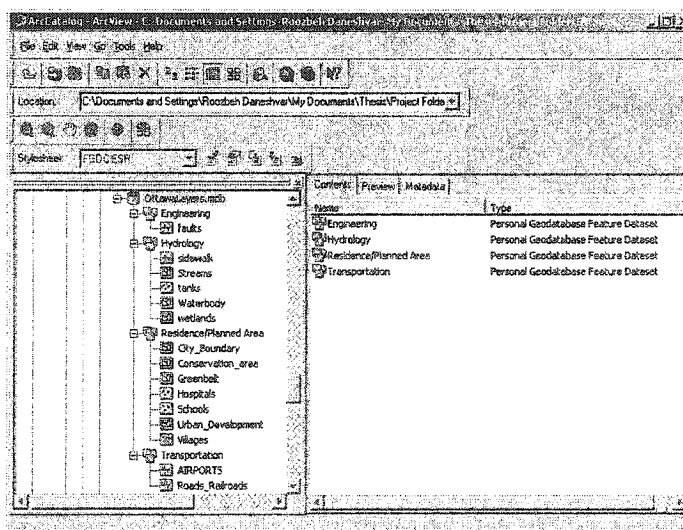 ArcCatalog - ArcView - C:\Documents and Settings\Roozbeh Daneshvar\My Documents\Thesis\Project Folder
File Edit View Go Tools Help
Location: C:\Documents and Settings\Roozbeh Daneshvar\My Documents\Thesis\Project Folde
Stylesheet: FGDC ESRI
Contents Preview Metadata
OttawaLayers.mdb
Engineering
faults
Hydrology
sidewalk
Streams
tanks
Waterbody
wetlands
Residence/Planned Area
City_Boundary
Conservation_area
Greenbelt
Hospitals
Schools
Urban_Development
Villages
Transportation
AIRPORTS
Roads_Railroads
Name Type
Engineering Personal Geodatabase Feature Dataset
Hydrology Personal Geodatabase Feature Dataset
Residence/Planned Area Personal Geodatabase Feature Dataset
Transportation Personal Geodatabase Feature Dataset